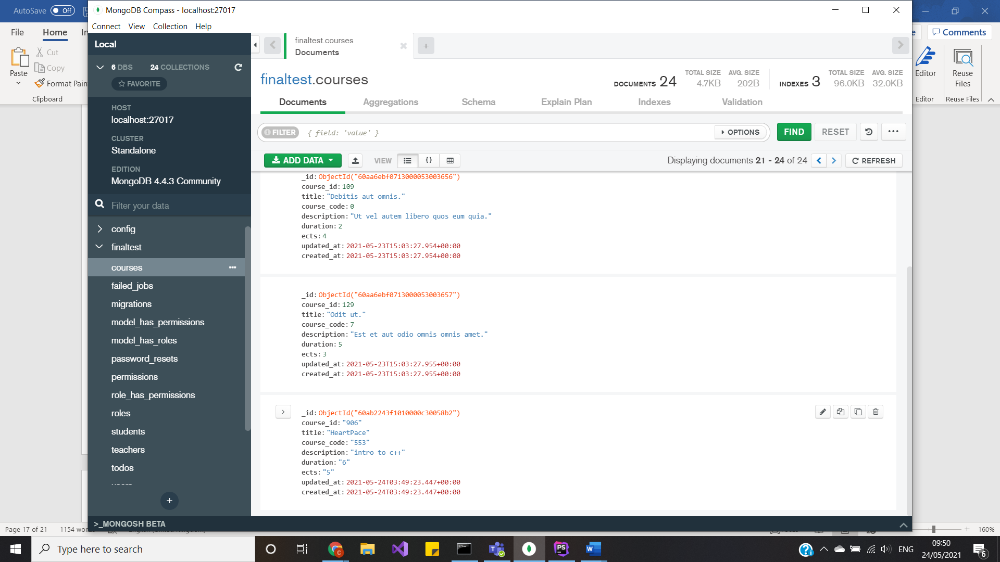 AutoSave Off
MongoDB Compass - localhost:27017
Connect View Collection Help
File Home
Comments
Local
finaltest.courses
Documents
6 DBS 24 COLLECTIONS
FAVORITE
Cut
Copy
Format Pain
Paste
Clipboard
Editor
Reuse Files
Editor
Reuse Files
finaltest.courses
DOCUMENTS 24
TOTAL SIZE 4.7KB
AVG. SIZE 202B
INDEXES 3
TOTAL SIZE 96.0KB
AVG. SIZE 32.0KB
Documents Aggregations Schema Explain Plan Indexes Validation
HOST
localhost:27017
CLUSTER
Standalone
EDITION
MongoDB 4.4.3 Community
FILTER { field: 'value' } OPTIONS FIND RESET
ADD DATA VIEW Displaying documents 21 - 24 of 24 REFRESH
Filter your data
config
finaltest
courses
failed_jobs
migrations
model_has_permissions
model_has_roles
password_resets
permissions
role_has_permissions
roles
students
teachers
todos
_id: ObjectId("60aa6ebf0713000053003656")
course_id: 109
title: "Debitis aut omnis."
course_code: 0
description: "Ut vel autem libero quos eum quia."
duration: 2
ects: 4
updated_at: 2021-05-23T15:03:27.954+00:00
created_at: 2021-05-23T15:03:27.954+00:00
_id: ObjectId("60aa6ebf0713000053003657")
course_id: 129
title: "Odit ut."
course_code: 7
description: "Est et aut odio omnis omnis amet."
duration: 5
ects: 3
updated_at: 2021-05-23T15:03:27.955+00:00
created_at: 2021-05-23T15:03:27.955+00:00
_id: ObjectId("60ab2243f1010000c30058b2")
course_id: "906"
title: "HeartPace"
course_code: "553"
description: "intro to c++"
duration: "6"
ects: "5"
updated_at: 2021-05-24T03:49:23.447+00:00
created_at: 2021-05-24T03:49:23.447+00:00
>_MONGOSH BETA
Page 17 of 21 1154 wor
160%
Type here to search
ENG
09:50
24/05/2021
6